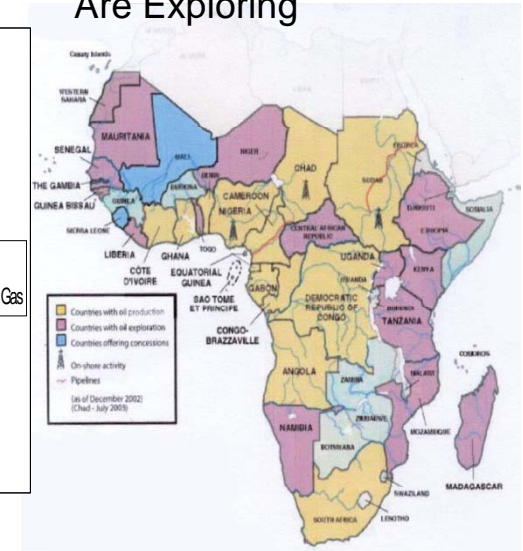 Are Exploring
Gas
Canary Islands
WESTERN
SAHARA
MAURITANIA
SENEGAL
THE GAMBIA
GUINEA BISSAU
GUINEA
SIERRA LEONE
LIBERIA
CÔTE
D'IVOIRE
GHANA
TOGO
BENIN
BURKINA
MALI
NIGER
NIGERIA
CAMEROON
CHAD
SUDAN
ERITREA
DJIBOUTI
ETHIOPIA
SOMALIA
CENTRAL AFRICAN
REPUBLIC
EQUATORIAL
GUINEA
SAO TOME
ET PRINCIPE
GABON
CONGO-
BRAZZAVILLE
DEMOCRATIC
REPUBLIC OF
CONGO
UGANDA
KENYA
TANZANIA
ANGOLA
ZAMBIA
MALAWI
ZIMBABWE
MOZAMBIQUE
COMOROS
MADAGASCAR
NAMIBIA
BOTSWANA
SWAZILAND
LENOTHO
SOUTH AFRICA
Countries with oil production
Countries with oil exploration
Countries offering concessions
On-shore activity
Pipelines
(as of December 2002)
(Chad - July 2003)